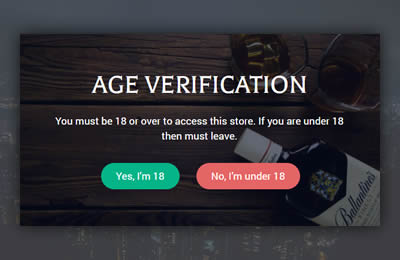 AGE VERIFICATION
You must be 18 or over to access this store. If you are under 18
then must leave.
Yes, I'm 18
No, I'm under 18
Ballantine's